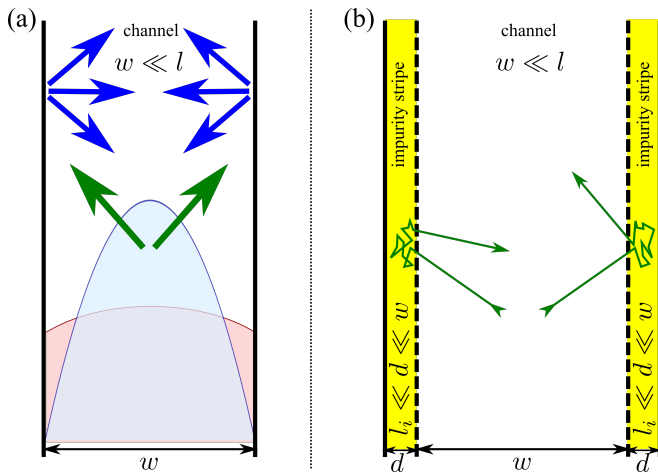 (a)
channel
w ≪ l
w
(b)
channel
w ≪ l
impurity stripe
impurity stripe
l_i ≪ d ≪ w
l_i ≪ d ≪ w
d
w
d